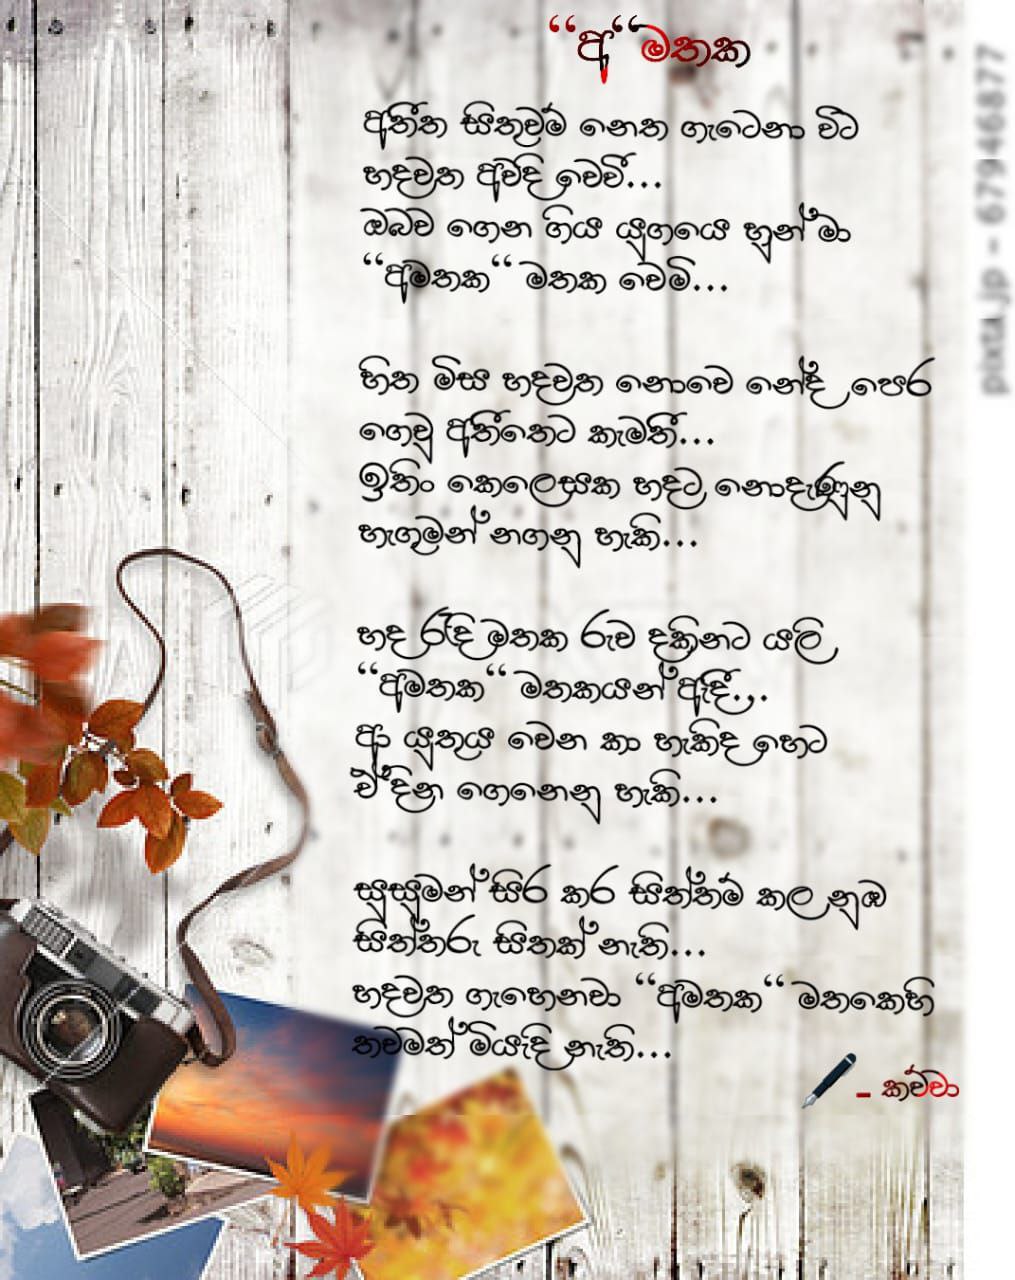 “අ“මතක
අතීත සිතුවම් නෙත ගැටෙනා විට
හදවත අවදි වෙවී...
ඔබව ගෙන ගිය යුගයෙ හුන් මා
“අමතක“ මතක වෙමි...
හිත මිස හදවත නොවෙ නේද පෙර
ගෙවූ අතීතෙට කැමතී...
ඉතිං කෙලෙසක හදට නොදැණුනු
හැගුමන් නගනු හැකි...
හද රැදි මතක රුව දකිනට යලි
“අමතක“ මතකයන් ඇදී...
ආ යුතුය වෙන කා හැකිද හෙට
ඒ දින ගෙනෙනු හැකි...
සුසුමන් සිර කර සිත්තම් කල නුඹ
සිත්තරු සිතක් නැති...
හදවත ගැහෙනවා “අමතක“ මතකෙහි
තවමත් මියැදි නැති...
- කව්වා
pixta.jp - 67946877